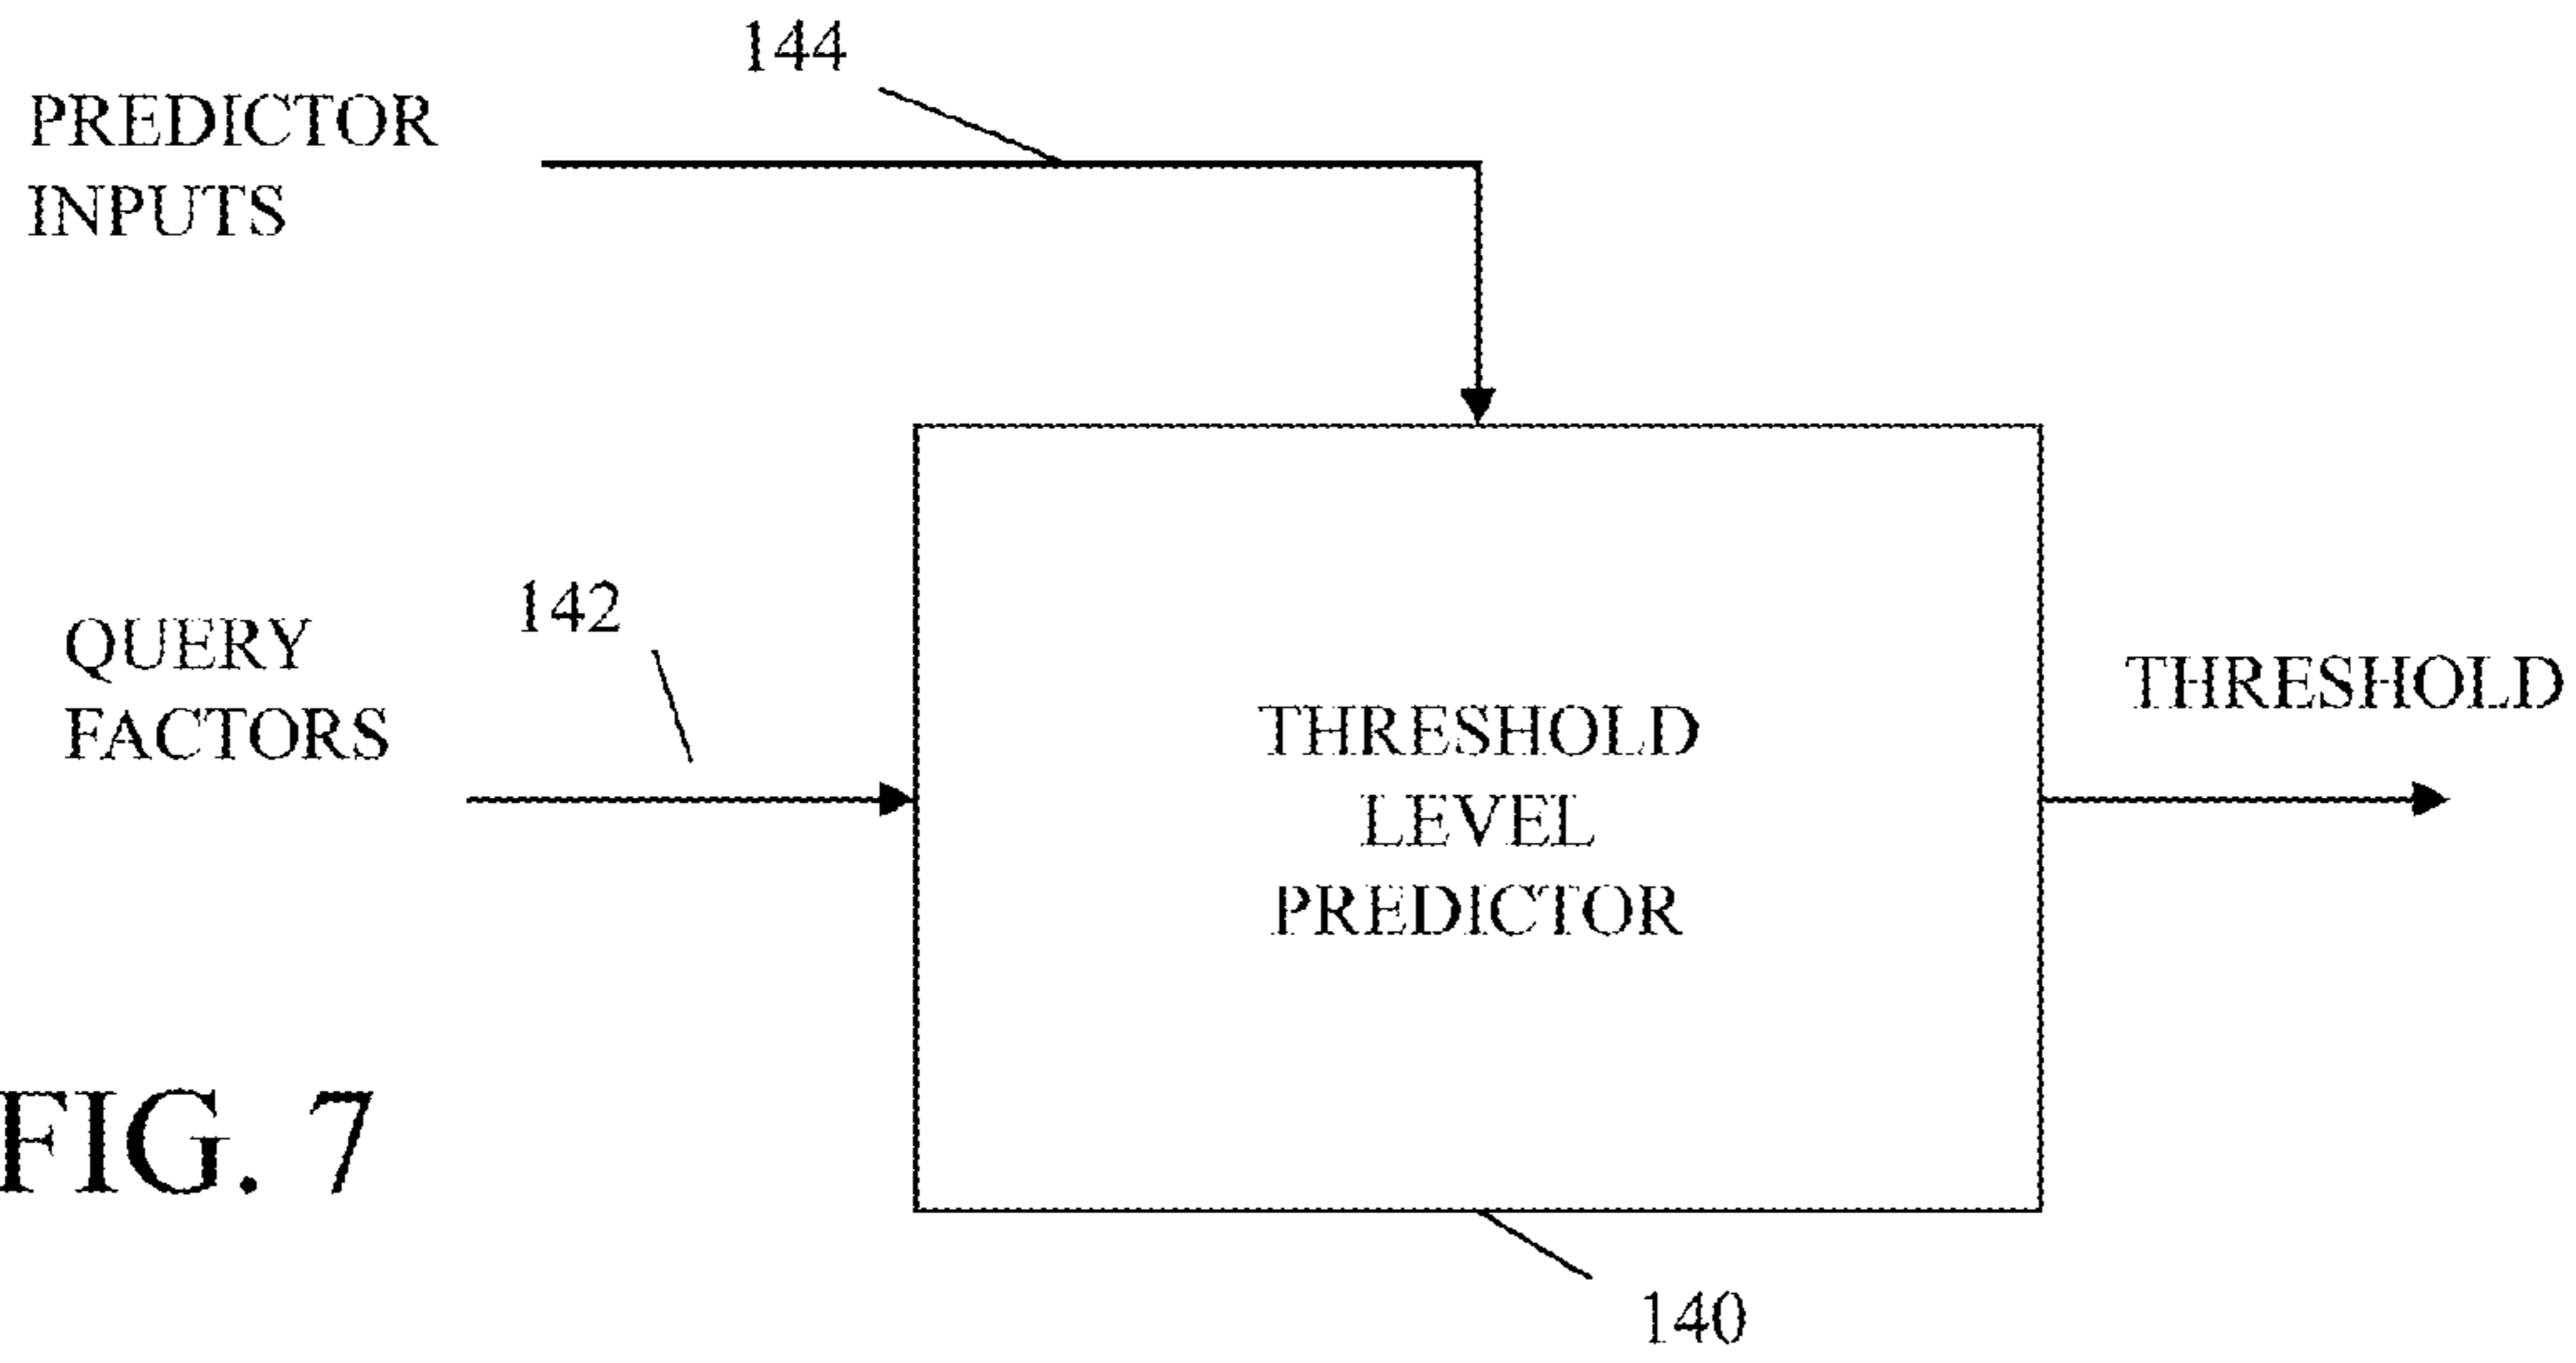 144
PREDICTOR
INPUTS
142
QUERY
FACTORS
THRESHOLD
LEVEL
PREDICTOR
THRESHOLD
FIG. 7
140